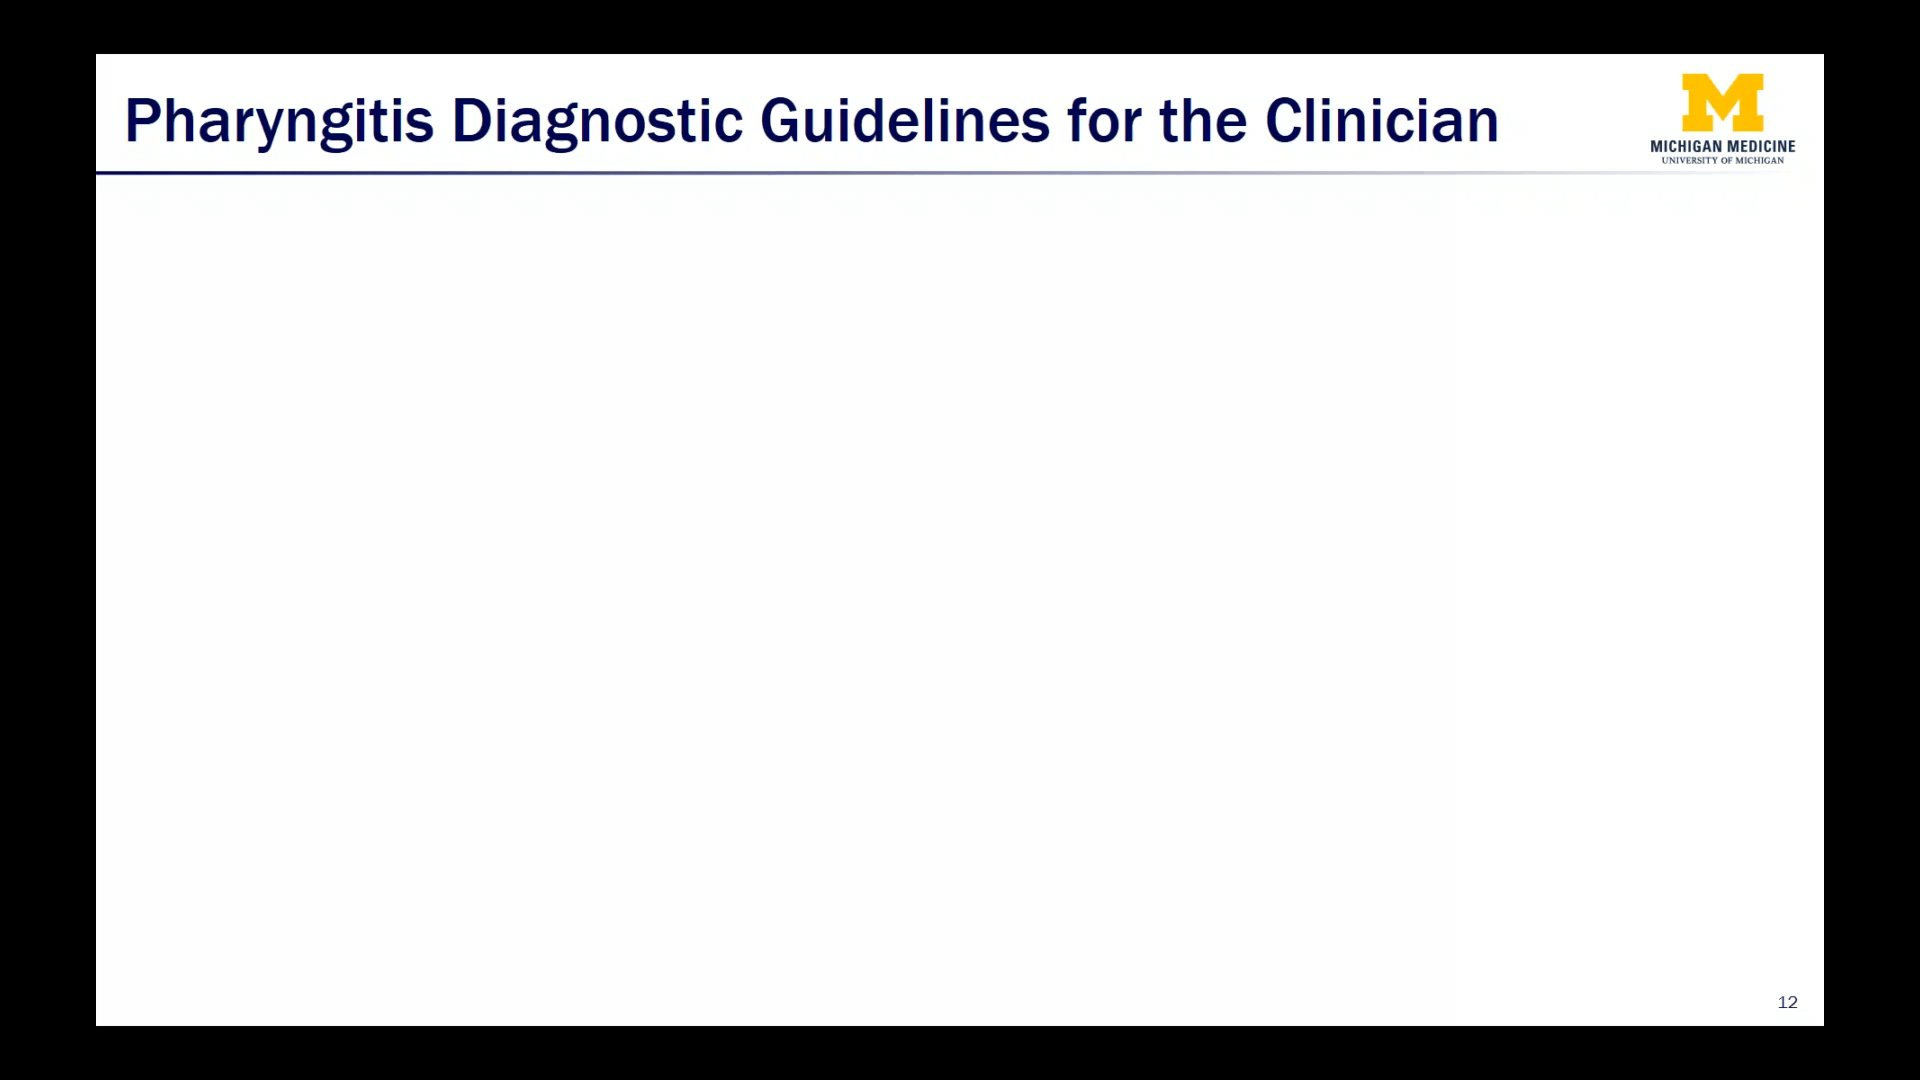 Pharyngitis Diagnostic Guidelines for the Clinician
M
MICHIGAN MEDICINE
UNIVERSITY OF MICHIGAN
12